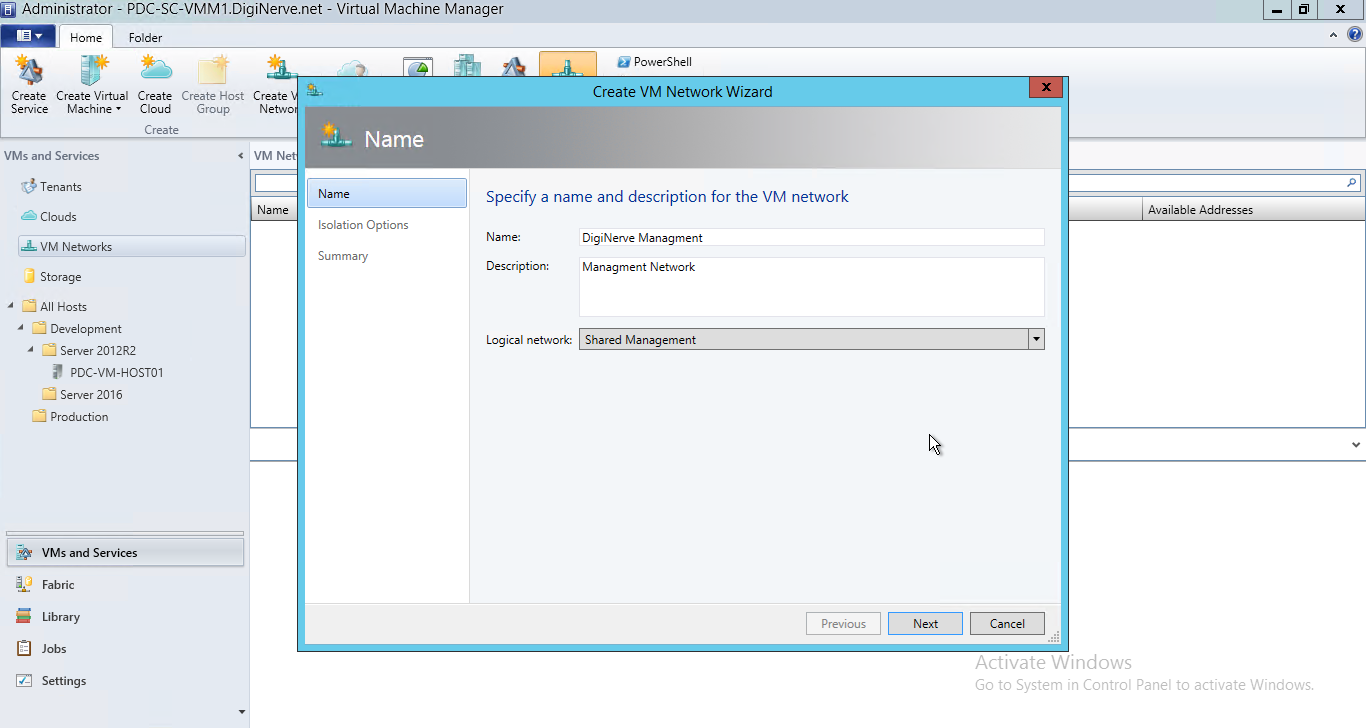 Administrator - PDC-SC-VMM1.DigiNerve.net - Virtual Machine Manager
Home Folder
PowerShell
Create Service
Create Virtual Machine
Create Cloud
Create Host Group
Create V
Networ
Create
VMs and Services
Tenants
Clouds
VM Networks
Storage
All Hosts
Development
Server 2012R2
PDC-VM-HOST01
Server 2016
Production
VMs and Services
Fabric
Library
Jobs
Settings
VM Net
Name
Available Addresses
Create VM Network Wizard
Name
Name
Isolation Options
Summary
Specify a name and description for the VM network
Name: DigiNerve Managment
Description: Managment Network
Logical network: Shared Management
Previous Next Cancel
Activate Windows
Go to System in Control Panel to activate Windows.